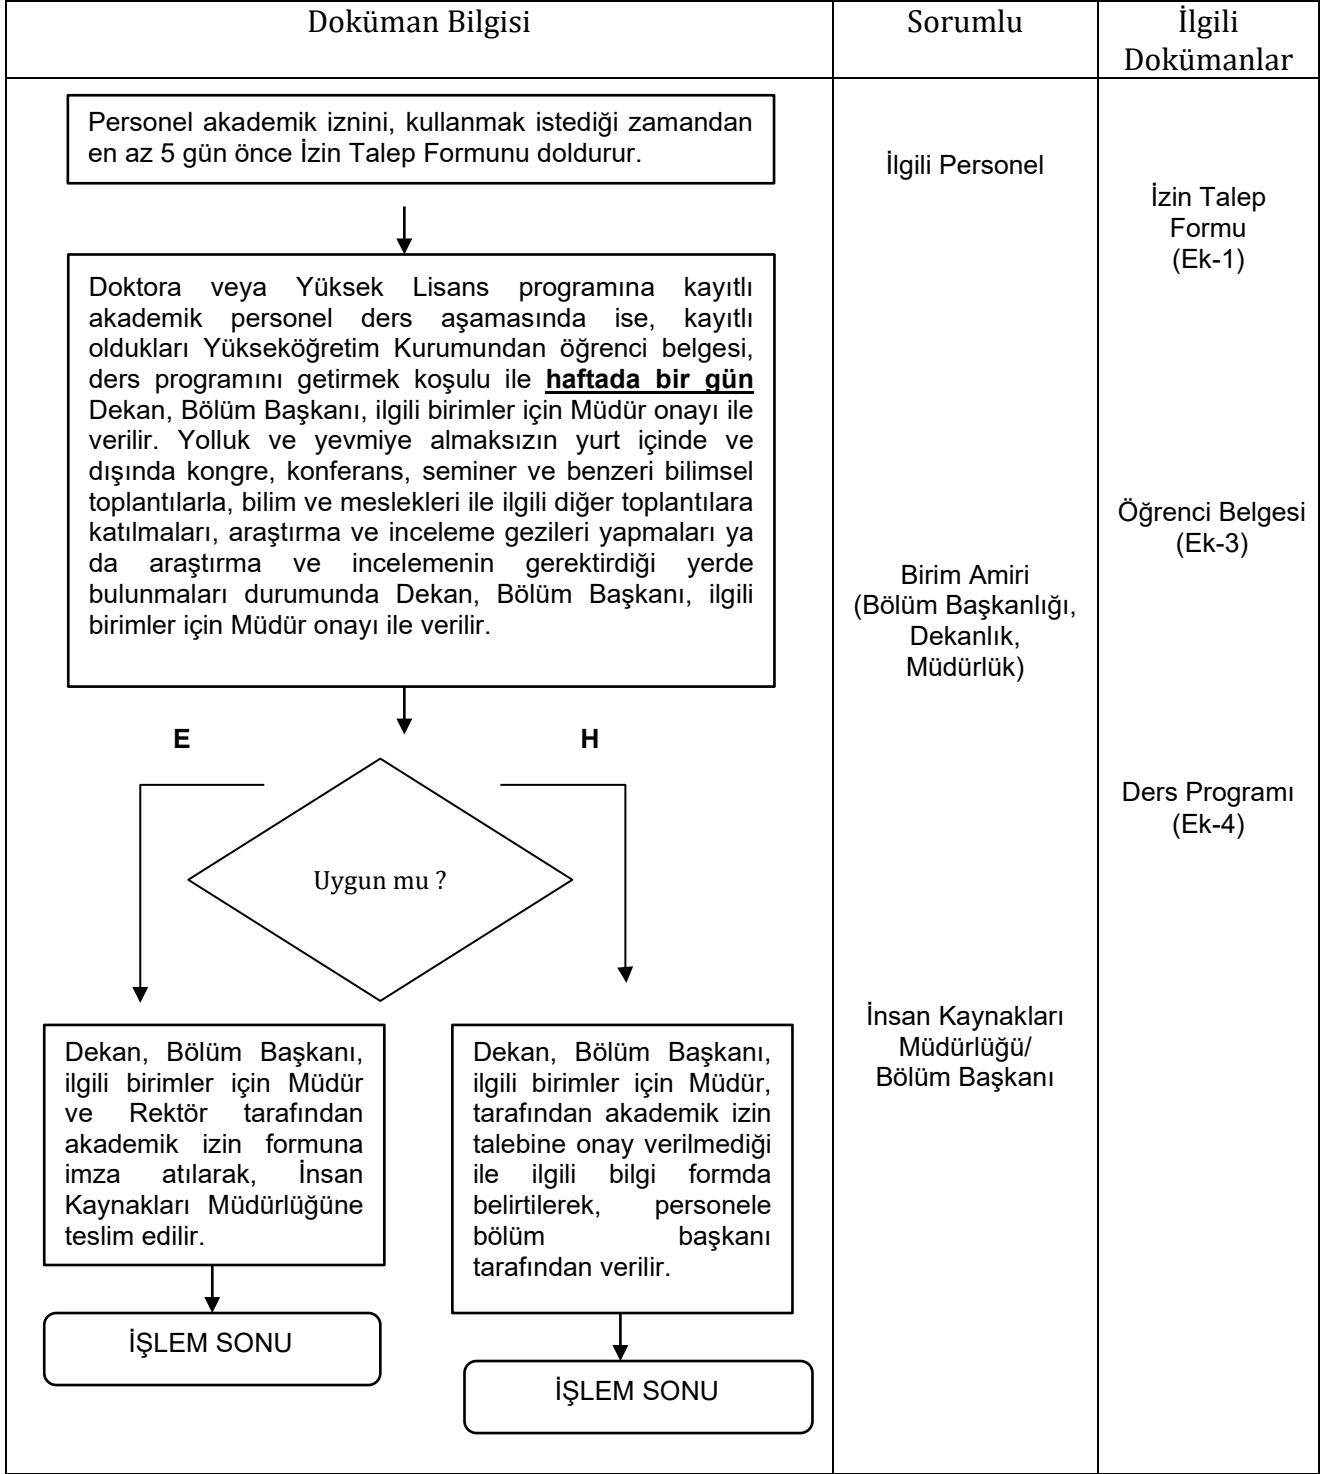 Doküman Bilgisi
Sorumlu
İlgili
Dokümanlar
Personel akademik iznini, kullanmak istediği zamandan
en az 5 gün önce İzin Talep Formunu doldurur.
İlgili Personel
İzin Talep
Formu
(Ek-1)
Doktora veya Yüksek Lisans programına kayıtlı
akademik personel ders aşamasında ise, kayıtlı
oldukları Yükseköğretim Kurumundan öğrenci belgesi,
ders programını getirmek koşulu ile haftada bir gün
Dekan, Bölüm Başkanı, ilgili birimler için Müdür onayı ile
verilir. Yolluk ve yevmiye almaksızın yurt içinde ve
dışında kongre, konferans, seminer ve benzeri bilimsel
toplantılarla, bilim ve meslekleri ile ilgili diğer toplantılara
katılmaları, araştırma ve inceleme gezileri yapmaları ya
da araştırma ve incelemenin gerektirdiği yerde
bulunmaları durumunda Dekan, Bölüm Başkanı, ilgili
birimler için Müdür onayı ile verilir.
Öğrenci Belgesi
(Ek-3)
Birim Amiri
(Bölüm Başkanlığı,
Dekanlık,
Müdürlük)
E
H
Uygun mu ?
Ders Programı
(Ek-4)
İnsan Kaynakları
Müdürlüğü/
Bölüm Başkanı
Dekan, Bölüm Başkanı,
ilgili birimler için Müdür
ve Rektör tarafından
akademik izin formuna
imza atılarak, İnsan
Kaynakları Müdürlüğüne
teslim edilir.
Dekan, Bölüm Başkanı,
ilgili birimler için Müdür,
tarafından akademik izin
talebine onay verilmediği
ile ilgili bilgi formda
belirtilerek, personele
bölüm başkanı
tarafından verilir.
İŞLEM SONU
İŞLEM SONU